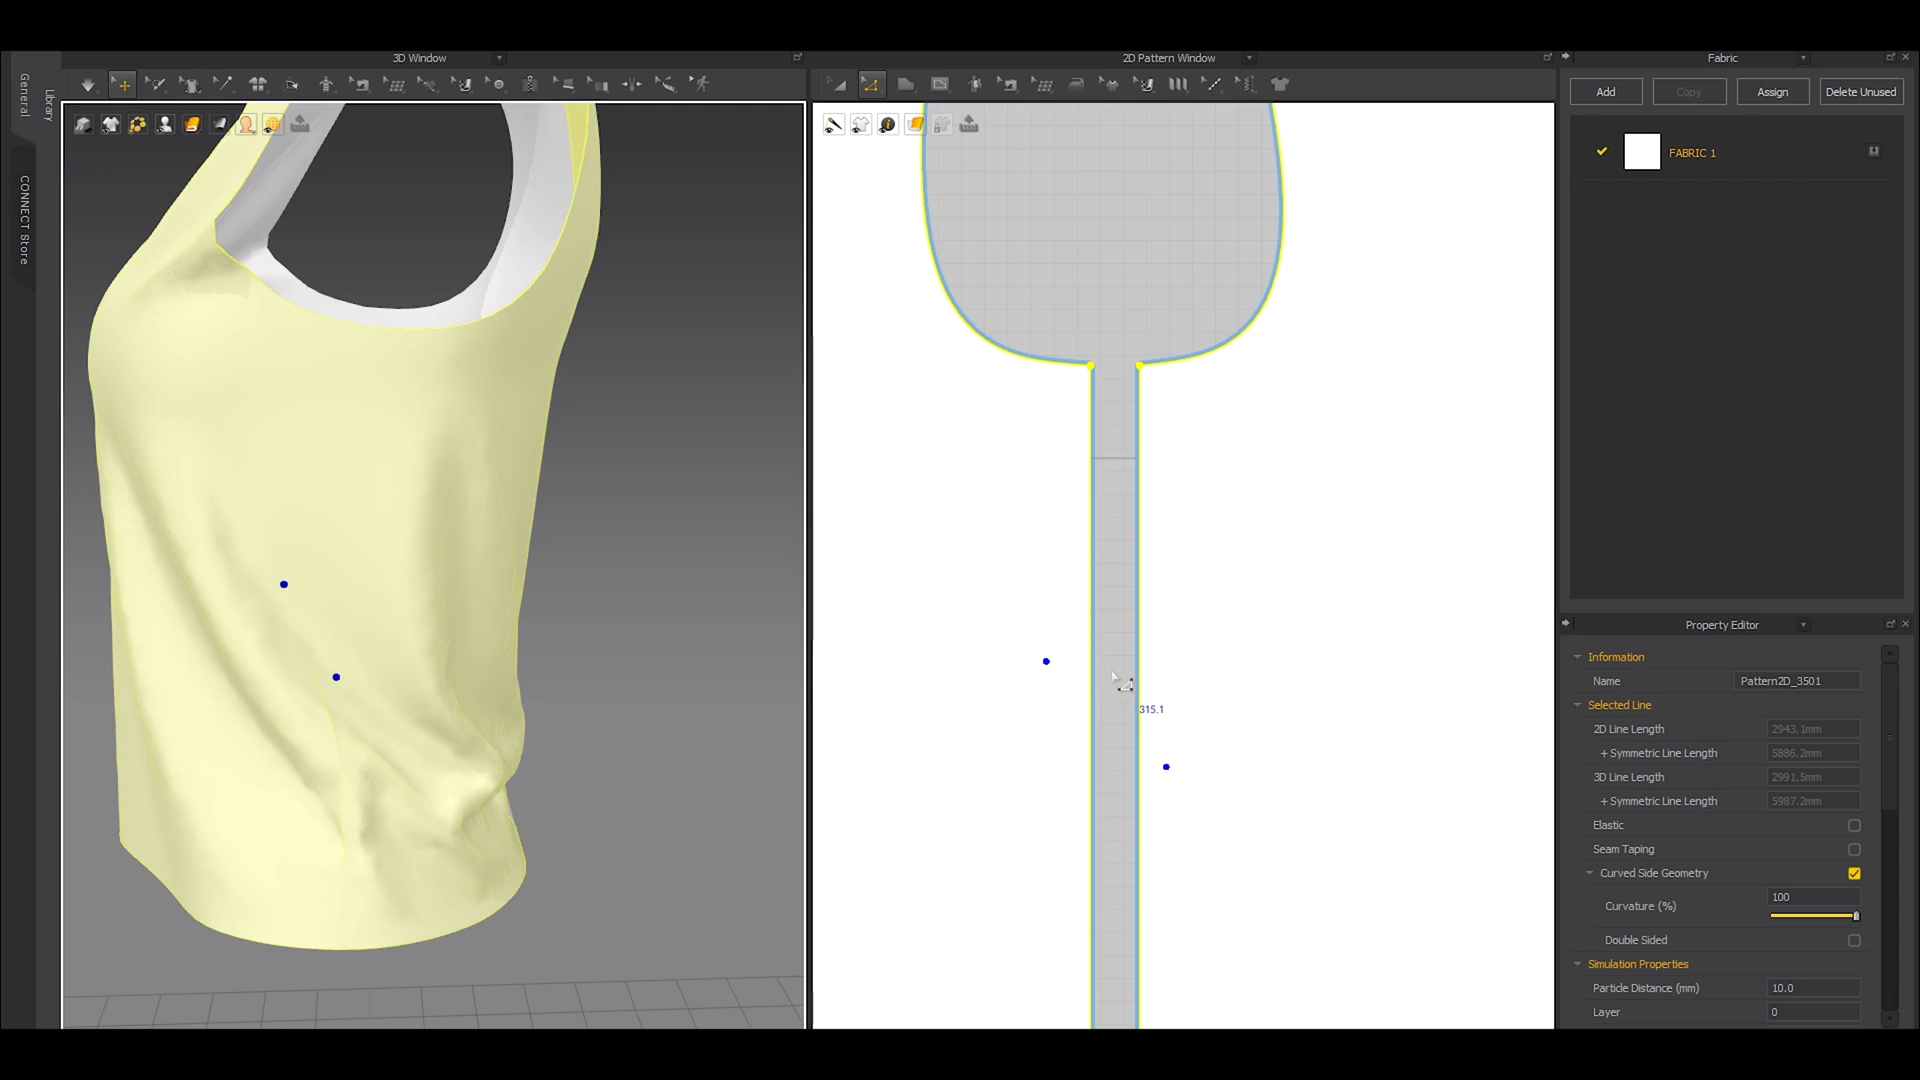 3D Window
2D Pattern Window
Fabric
General
Library
CONNECT Store
Add
Copy
Assign
Delete Unused
FABRIC 1
315.1
Property Editor
Information
Name
Pattern2D_3501
Selected Line
2D Line Length
2943.1mm
+ Symmetric Line Length
5886.2mm
3D Line Length
2991.5mm
+ Symmetric Line Length
5987.2mm
Elastic
Seam Taping
Curved Side Geometry
Curvature (%)
100
Double Sided
Simulation Properties
Particle Distance (mm)
10.0
Layer
0